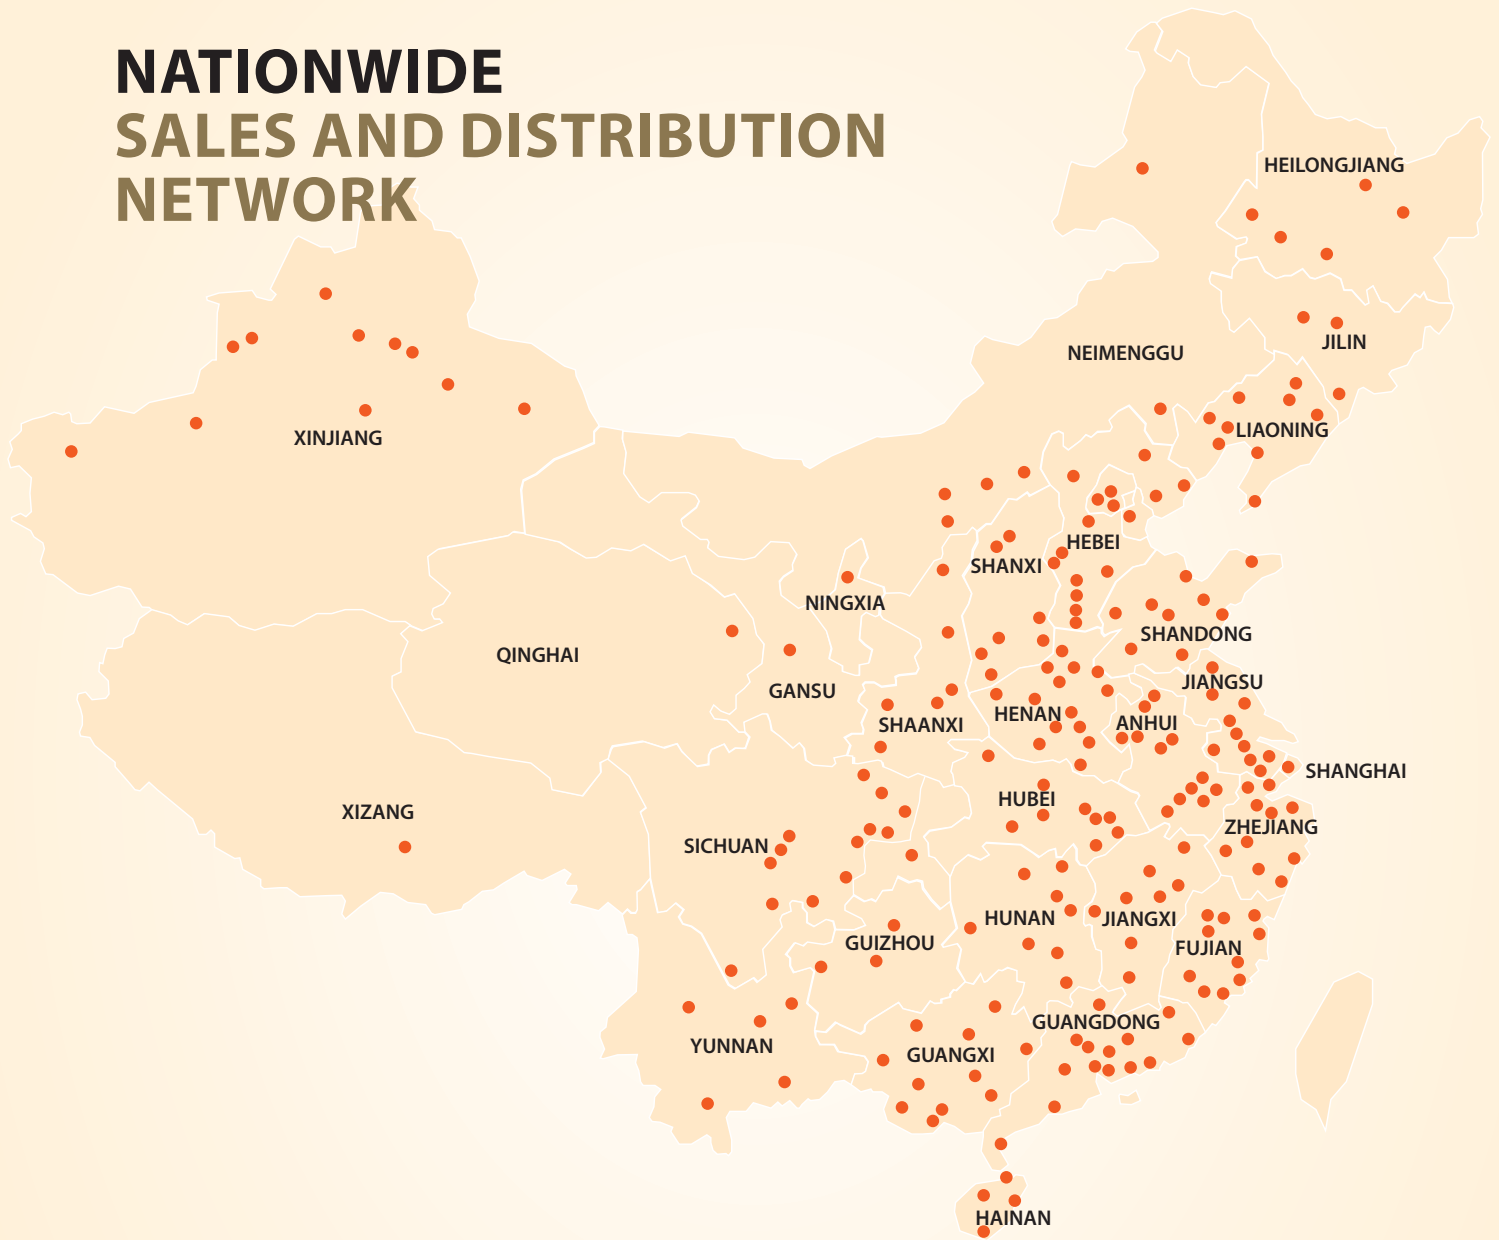 NATIONWIDE
SALES AND DISTRIBUTION
NETWORK
HEILONGJIANG
JILIN
NEIMENGGU
LIAONING
XINJIANG
HEBEI
SHANXI
NINGXIA
SHANDONG
QINGHAI
GANSU
JIANGSU
SHAANXI
HENAN
ANHUI
SHANGHAI
HUBEI
XIZANG
ZHEJIANG
SICHUAN
HUNAN
JIANGXI
GUIZHOU
FUJIAN
GUANGDONG
YUNNAN
GUANGXI
HAINAN